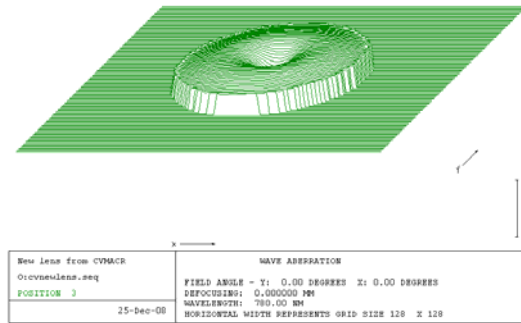 Y
X
New lens from CVMACR
O:cvnewlens.seq
POSITION 3
25-Dec-08
WAVE ABERRATION
FIELD ANGLE - Y: 0.00 DEGREES X: 0.00 DEGREES
DEFOCUSING: 0.000000 MM
WAVELENGTH: 780.00 NM
HORIZONTAL WIDTH REPRESENTS GRID SIZE 128 X 128